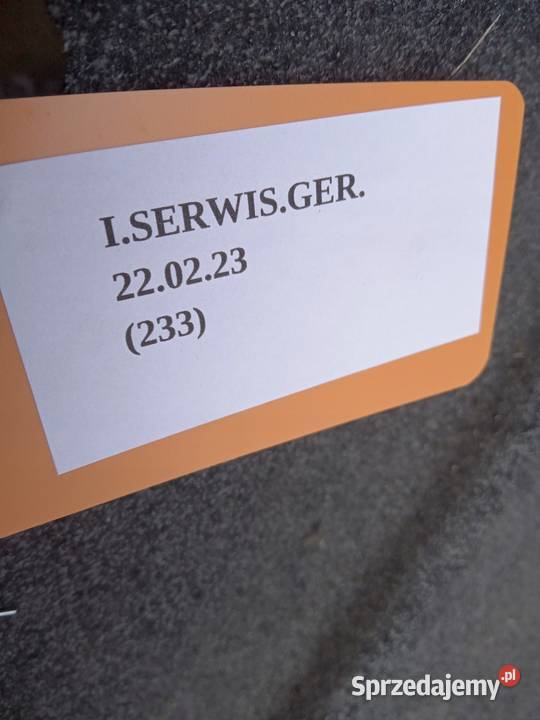 I.SERWIS.GER.
22.02.23
(233)
Sprzedajemy.pl